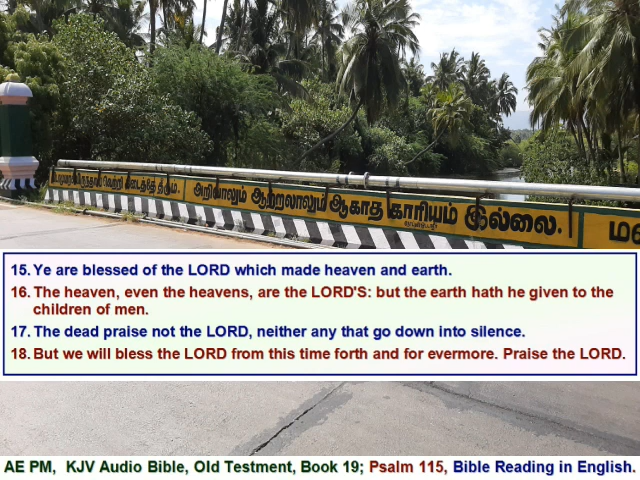 அறிவாலும் ஆற்றலாலும் ஆகாத காரியம் இல்லை.
15. Ye are blessed of the LORD which made heaven and earth.
16. The heaven, even the heavens, are the LORD'S: but the earth hath he given to the
children of men.
17. The dead praise not the LORD, neither any that go down into silence.
18. But we will bless the LORD from this time forth and for evermore. Praise the LORD.
AE PM, KJV Audio Bible, Old Testment, Book 19; Psalm 115, Bible Reading in English.